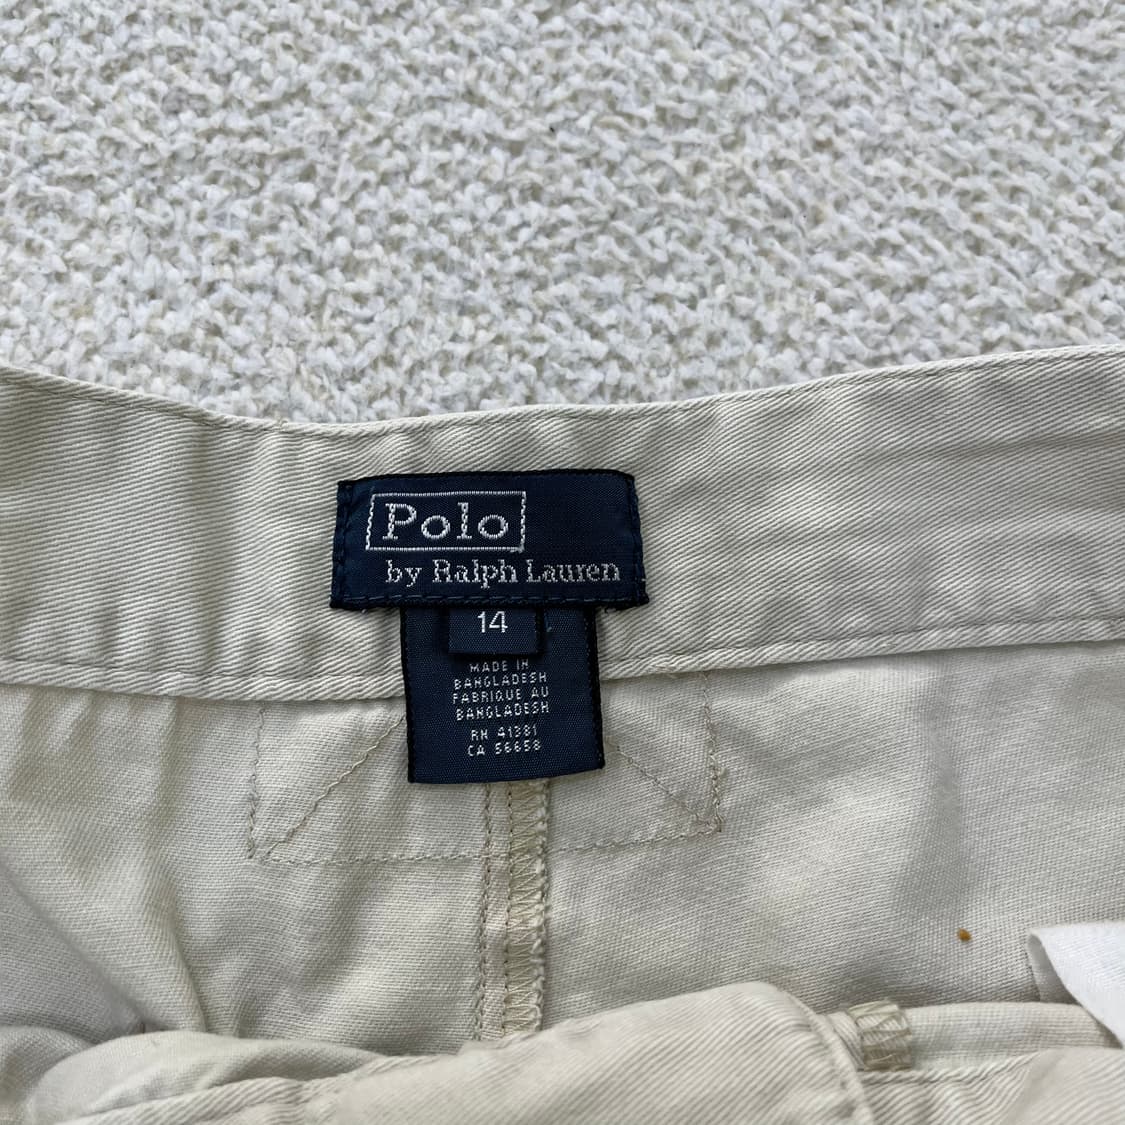 Polo
by Ralph Lauren
14
MADE IN
BANGLADESH
FABRIQUE AU
BANGLADESH
RN 41381
CA 56658